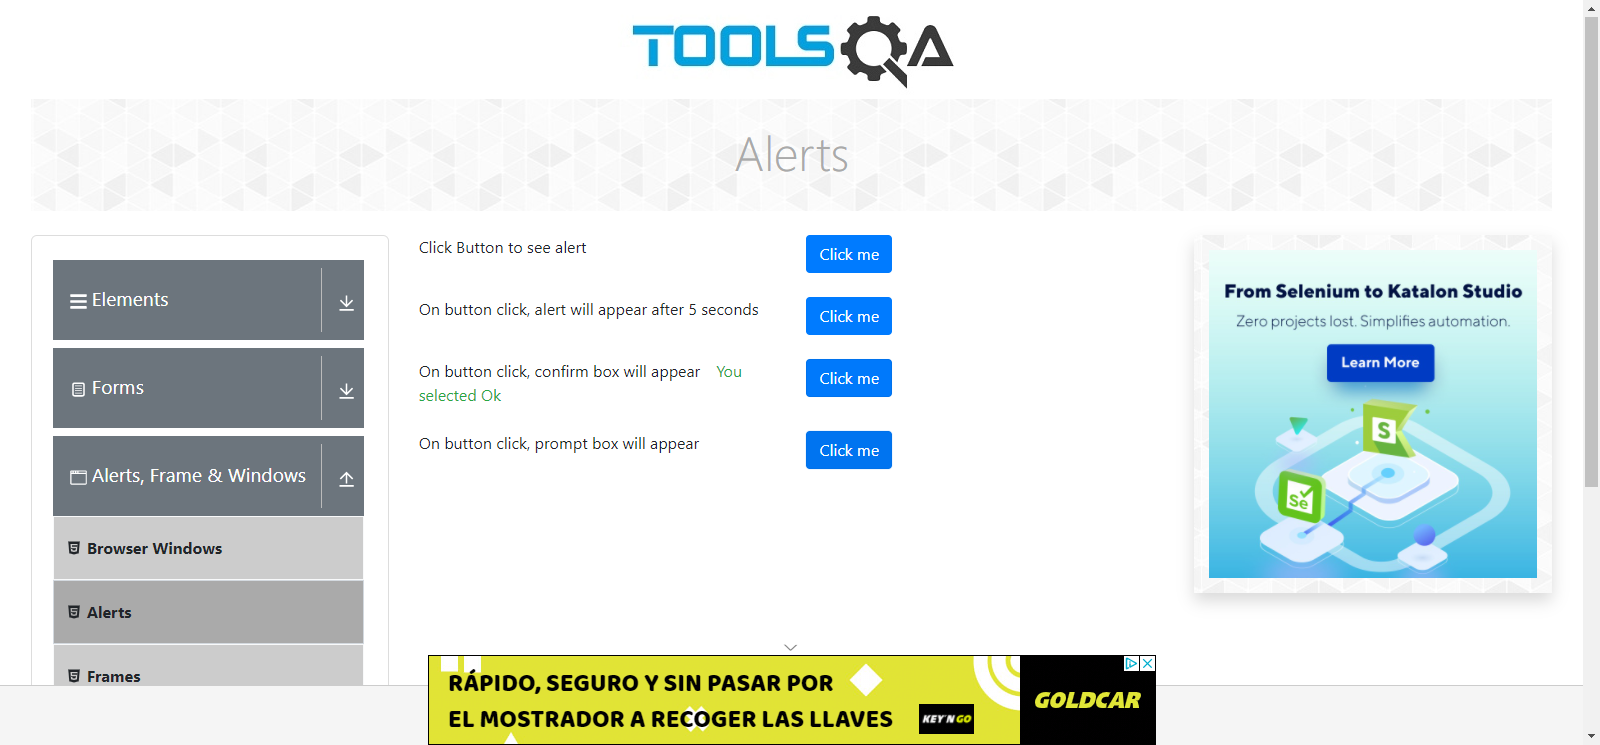 TOOLSQA
Alerts
Elements
Forms
Alerts, Frame & Windows
Browser Windows
Alerts
Frames
Click Button to see alert
Click me
On button click, alert will appear after 5 seconds
Click me
On button click, confirm box will appear You
selected Ok
Click me
On button click, prompt box will appear
Click me
From Selenium to Katalon Studio
Zero projects lost. Simplifies automation.
Learn More
S
Se
RÁPIDO, SEGURO Y SIN PASAR POR
EL MOSTRADOR A RECOGER LAS LLAVES
KEY'N GO
GOLDCAR